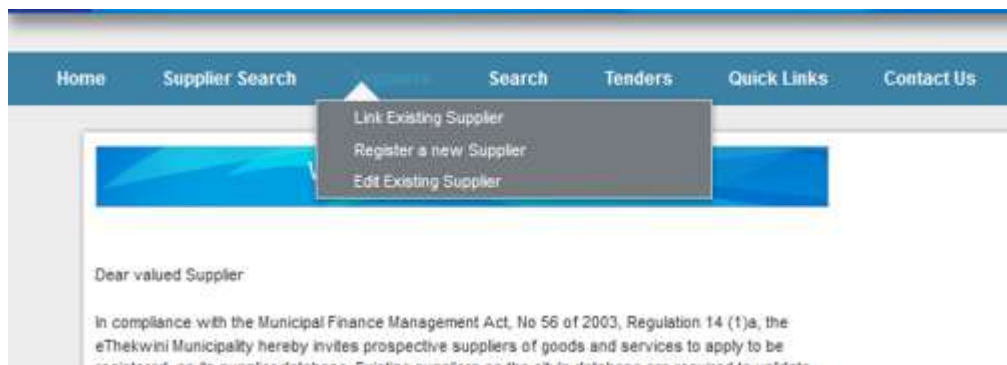 Home Supplier Search Search Tenders Quick Links Contact Us
Link Existing Supplier
Register a new Supplier
Edit Existing Supplier
Dear valued Supplier
In compliance with the Municipal Finance Management Act, No 56 of 2003, Regulation 14 (1)a, the
eThekwini Municipality hereby invites prospective suppliers of goods and services to apply to be